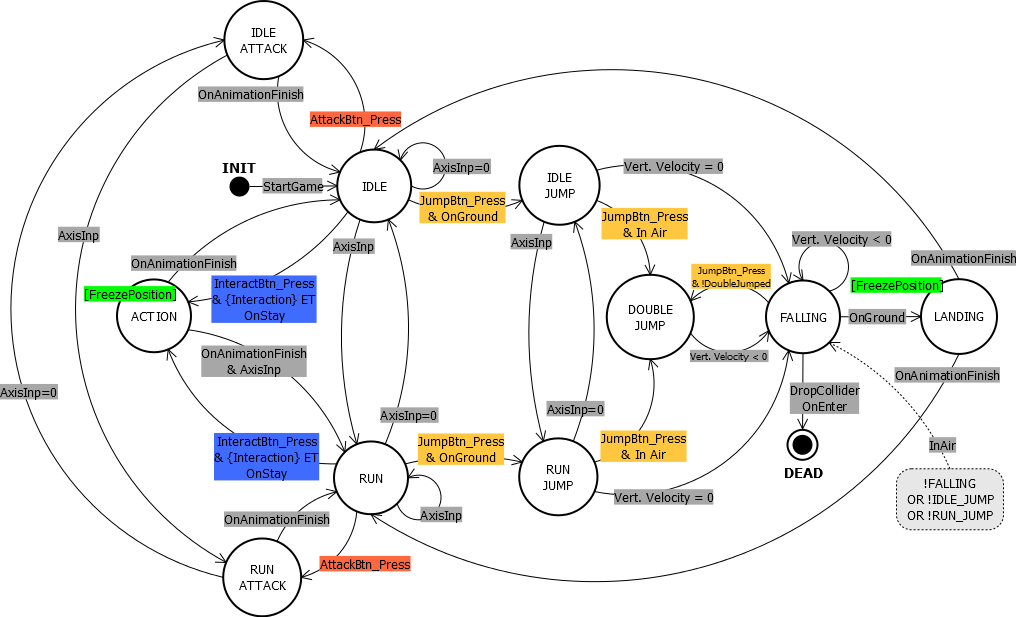 IDLE
ATTACK
OnAnimationFinish
AttackBtn_Press
INIT
StartGame
IDLE
AxisInp=0
JumpBtn_Press
& OnGround
IDLE
JUMP
Vert. Velocity = 0
JumpBtn_Press
& In Air
AxisInp
AxisInp
AxisInp
Vert. Velocity < 0
OnAnimationFinish
OnAnimationFinish
[FreezePosition]
ACTION
InteractBtn_Press
& {Interaction} ET
OnStay
JumpBtn_Press
& !DoubleJumped
DOUBLE
JUMP
FALLING
[FreezePosition]
OnGround
LANDING
OnAnimationFinish
& AxisInp
Vert. Velocity < 0
OnAnimationFinish
AxisInp=0
AxisInp=0
AxisInp=0
DropCollider
OnEnter
InteractBtn_Press
& {Interaction} ET
OnStay
JumpBtn_Press
& OnGround
JumpBtn_Press
& In Air
InAir
DEAD
RUN
RUN
JUMP
Vert. Velocity = 0
!FALLING
OR !IDLE_JUMP
OR !RUN_JUMP
OnAnimationFinish
AxisInp
AttackBtn_Press
RUN
ATTACK